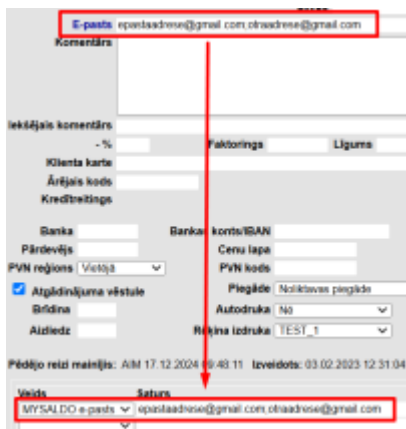 E-pasts epastaadrese@gmail.com;otraadrese@gmail.com
Komentārs
Iekšējais komentārs
- % Faktorings Līgums
Klienta karte
Ārējais kods
Kredītreitings
Banka Bankas konts/IBAN
Pārdevējs Cenu lapa
PVN reģions Vietējā PVN kods
Atgādinājuma vēstule Piegāde Noliktavas piegāde
Brīdina Autodruka Nē
Aizliedz Rēķina izdruka TEST_1
Pēdējo reizi mainījis: AIM 17.12.2024 09:48:11 Izveidots: 03.02.2023 12:31:04
Veids Saturs
MYSALDO e-pasts epastaadrese@gmail.com;otraadrese@gmail.com